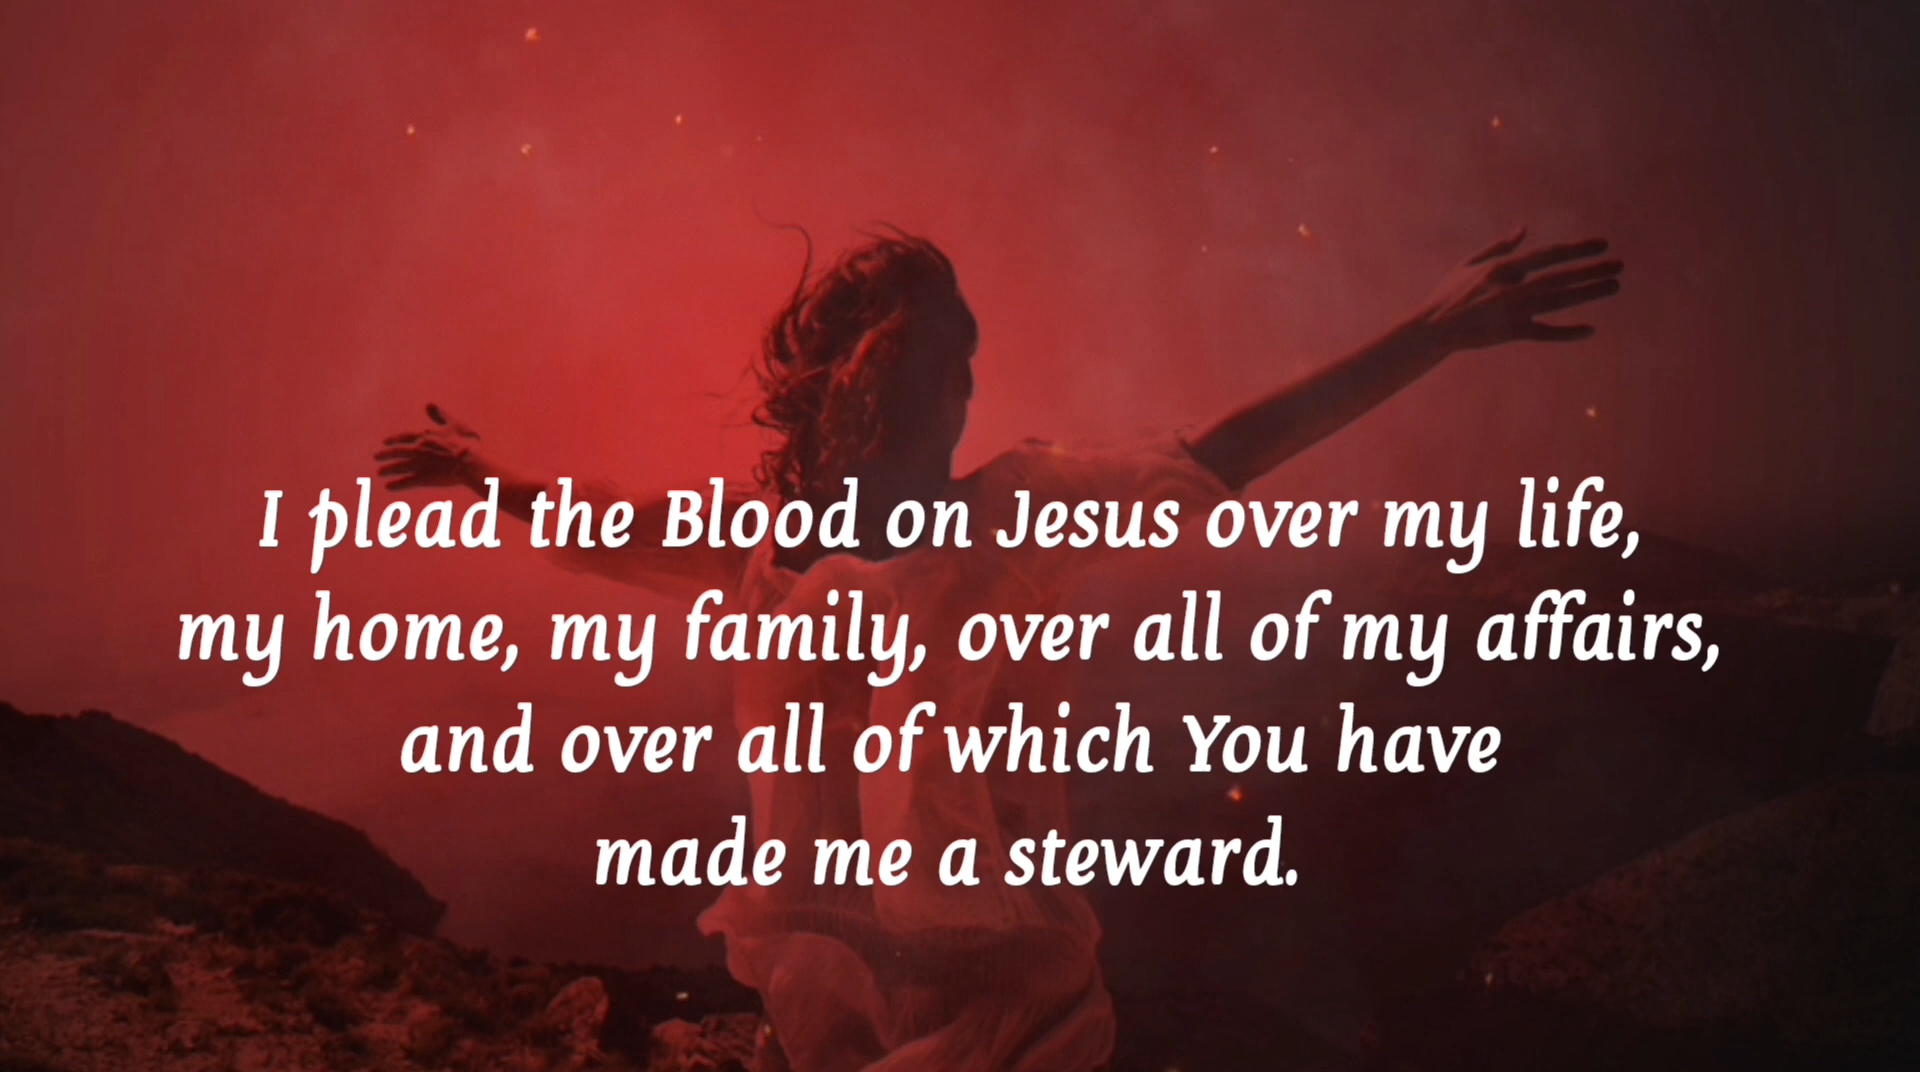 I plead the Blood on Jesus over my life,
my home, my family, over all of my affairs,
and over all of which You have
made me a steward.